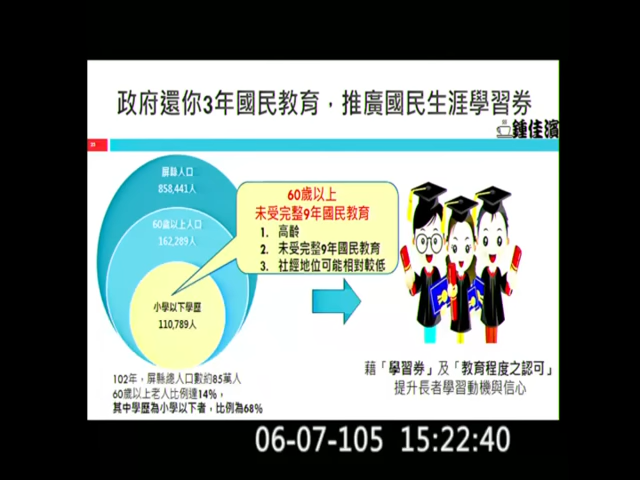 政府還你3年國民教育，推廣國民生涯學習券
鍾佳濱
屏縣人口
858,441人
60歲以上人口
162,289人
小學以下學歷
110,789人
60歲以上
未受完整9年國民教育
1. 高齡
2. 未受完整9年國民教育
3. 社經地位可能相對較低
藉「學習券」及「教育程度之認可」
提升長者學習動機與信心
102年，屏縣總人口數約85萬人
60歲以上老人比例達14%，
其中學歷為小學以下者，比例為68%
06-07-105 15:22:40